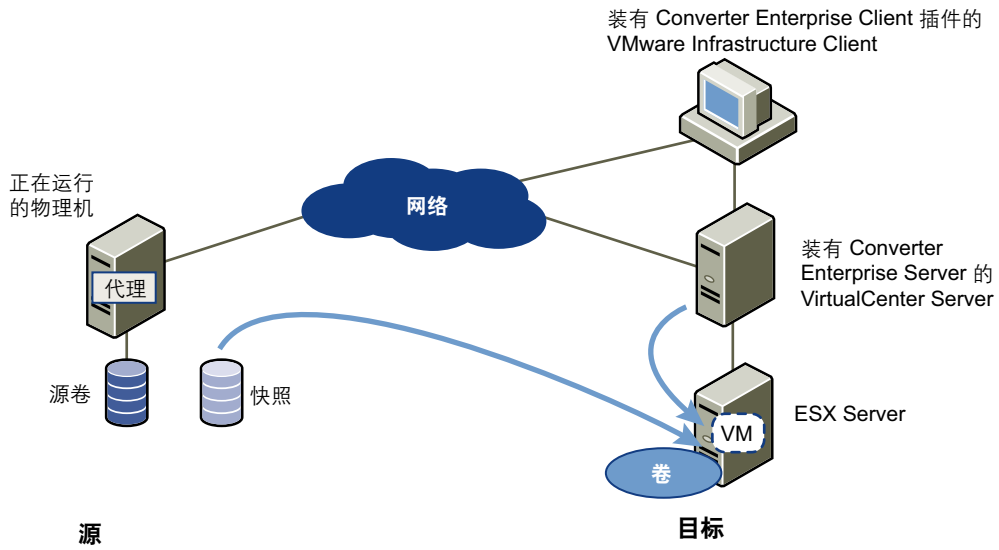 装有 Converter Enterprise Client 插件的
VMware Infrastructure Client
正在运行
的物理机
网络
代理
装有 Converter
Enterprise Server 的
VirtualCenter Server
源卷
快照
ESX Server
VM
卷
源
目标